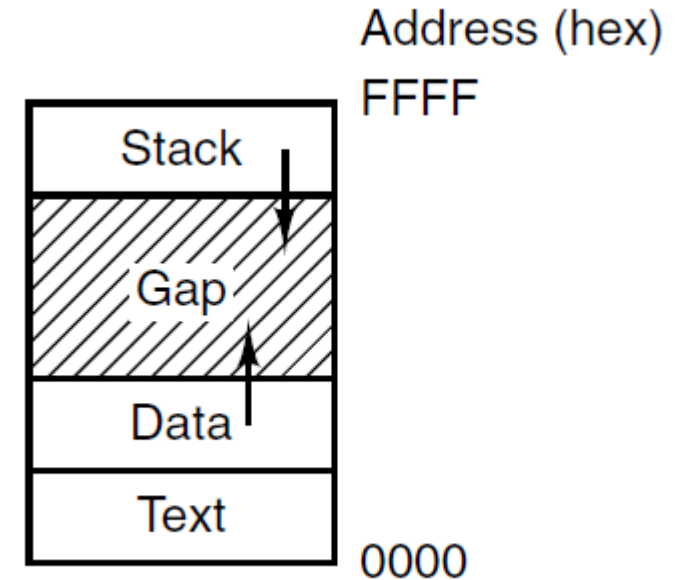 Address (hex)
FFFF
Stack
Gap
Data
Text
0000